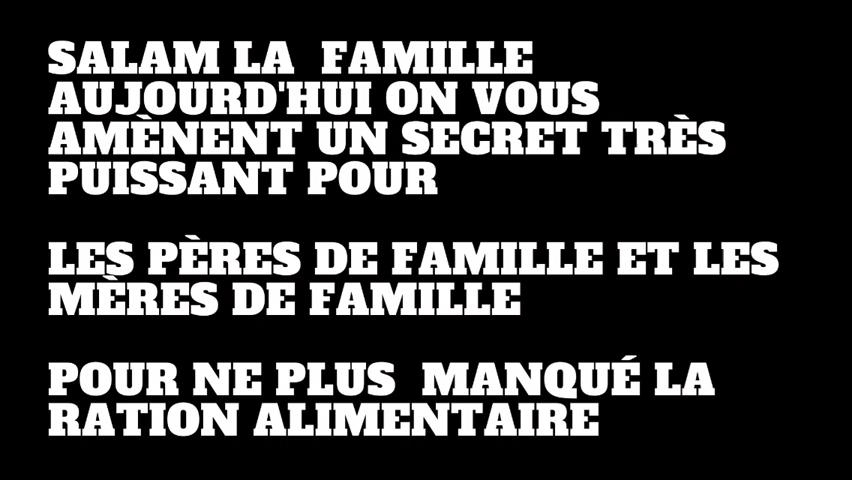 SALAM LA  FAMILLE
AUJOURD'HUI ON VOUS
AMÈNENT UN SECRET TRÈS
PUISSANT POUR
LES PÈRES DE FAMILLE ET LES
MÈRES DE FAMILLE
POUR NE PLUS  MANQUÉ LA
RATION ALIMENTAIRE